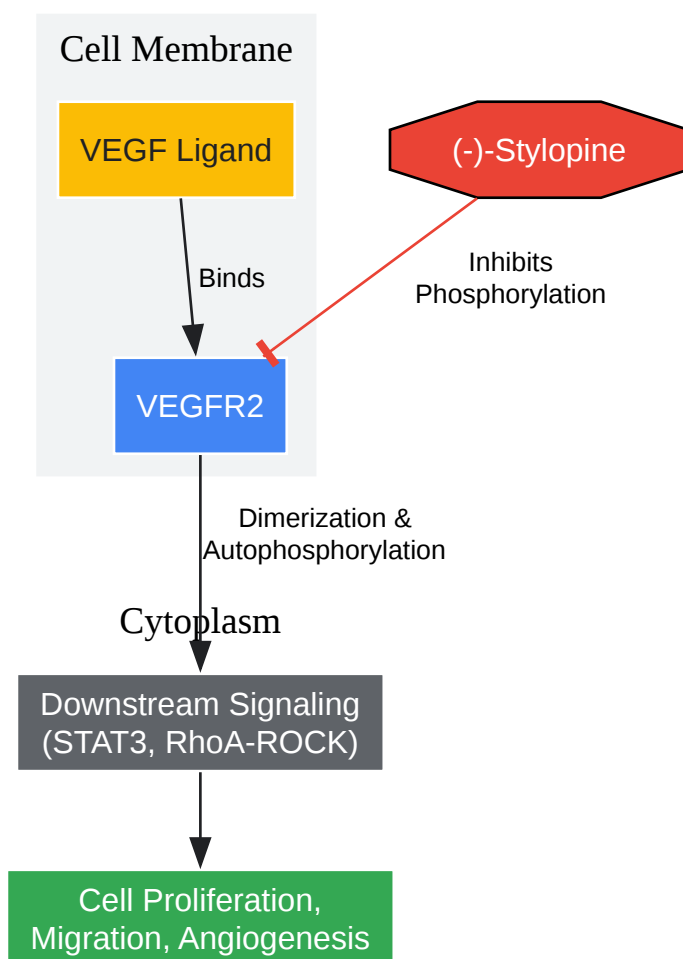 Cell Membrane
VEGF Ligand
(-)-Stylopine
Binds
Inhibits
Phosphorylation
VEGFR2
Dimerization &
Autophosphorylation
Cytoplasm
Downstream Signaling
(STAT3, RhoA-ROCK)
Cell Proliferation,
Migration, Angiogenesis